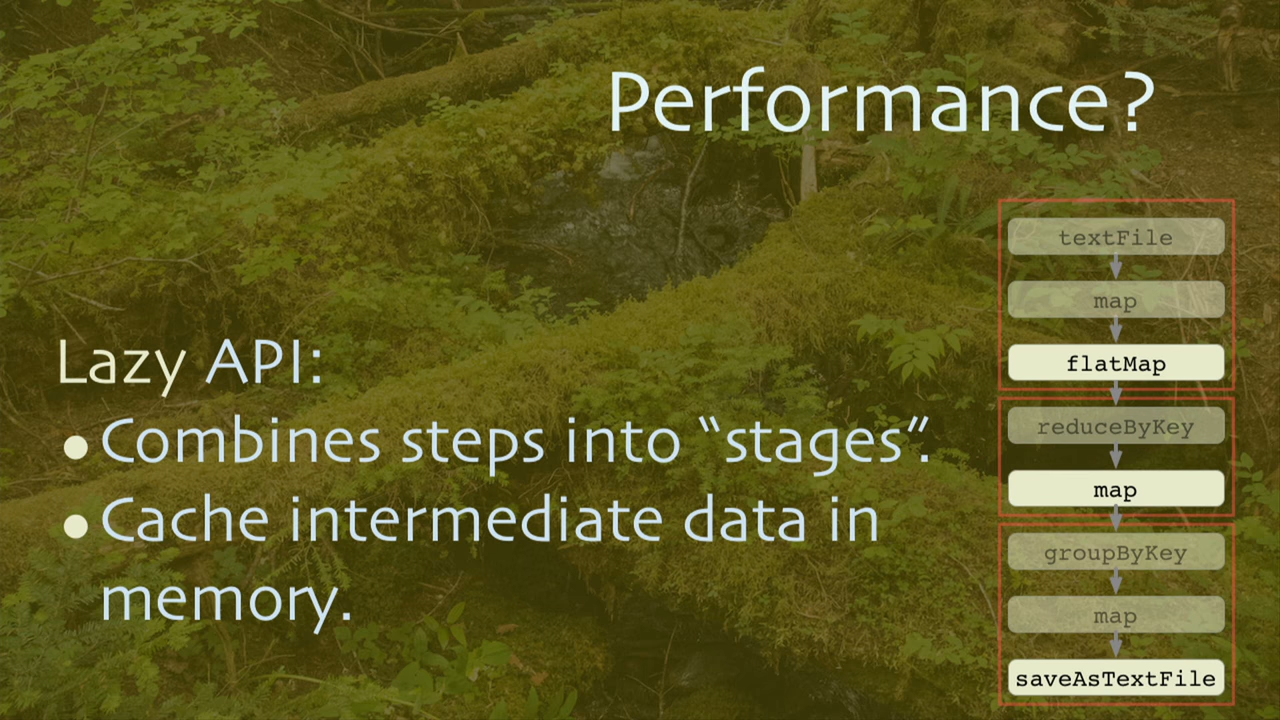 Performance?
Lazy API:
• Combines steps into “stages”.
• Cache intermediate data in
memory.
textFile
map
flatMap
reduceByKey
map
groupByKey
map
saveAsTextFile